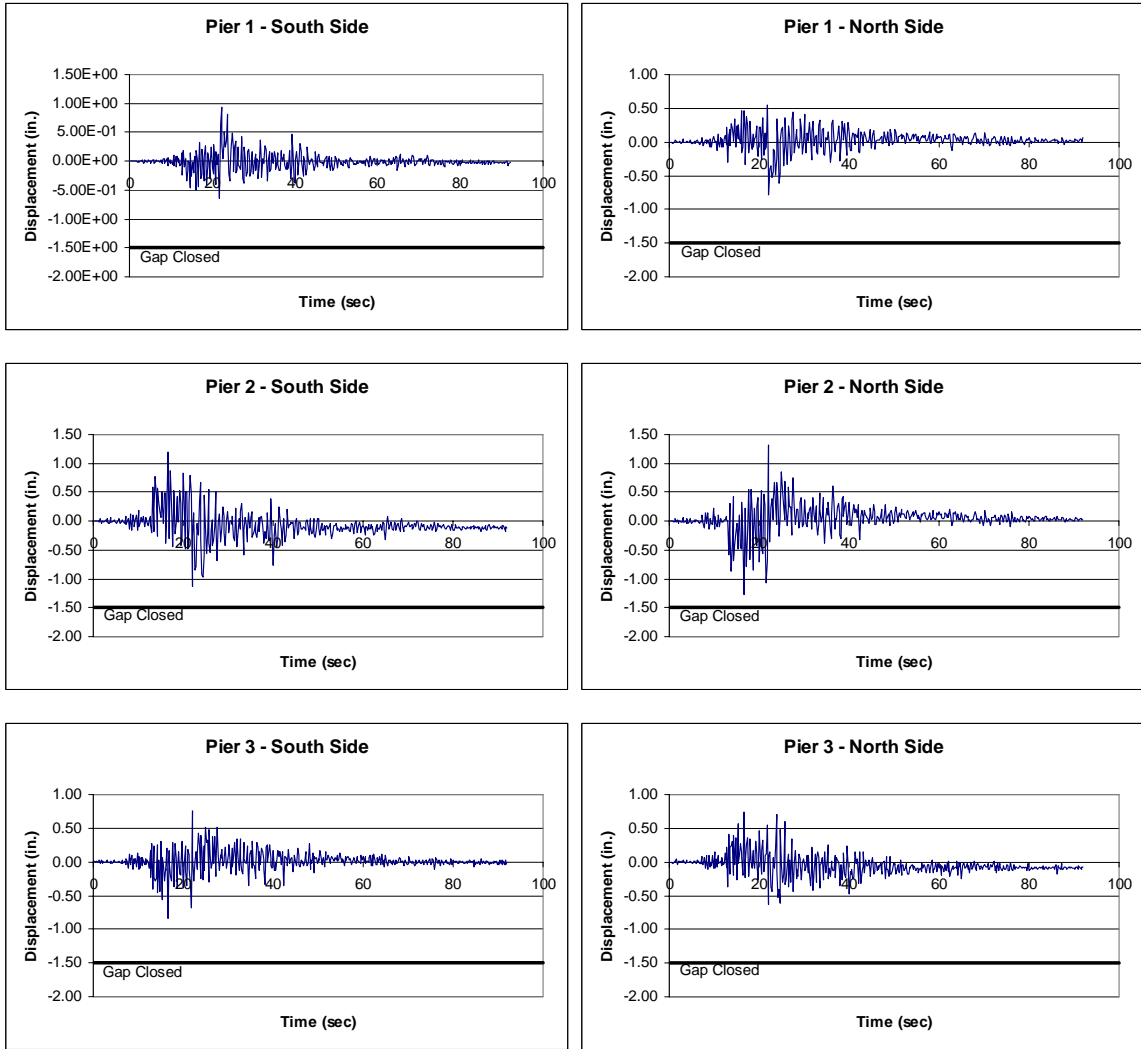 Pier 1 - South Side
1.50E+00
1.00E+00
5.00E-01
0.00E+00
-5.00E-01
-1.00E+00
-1.50E+00
-2.00E+00
0 20 40 60 80 100
Gap Closed
Displacement (in.)
Time (sec)
Pier 1 - North Side
1.00
0.50
0.00
-0.50
-1.00
-1.50
-2.00
0 20 40 60 80 100
Gap Closed
Displacement (in.)
Time (sec)
Pier 2 - South Side
1.50
1.00
0.50
0.00
-0.50
-1.00
-1.50
-2.00
0 20 40 60 80 100
Gap Closed
Displacement (in.)
Time (sec)
Pier 2 - North Side
1.50
1.00
0.50
0.00
-0.50
-1.00
-1.50
-2.00
0 20 40 60 80 100
Gap Closed
Displacement (in.)
Time (sec)
Pier 3 - South Side
1.00
0.50
0.00
-0.50
-1.00
-1.50
-2.00
0 20 40 60 80 100
Gap Closed
Displacement (in.)
Time (sec)
Pier 3 - North Side
1.00
0.50
0.00
-0.50
-1.00
-1.50
-2.00
0 20 40 60 80 100
Gap Closed
Displacement (in.)
Time (sec)